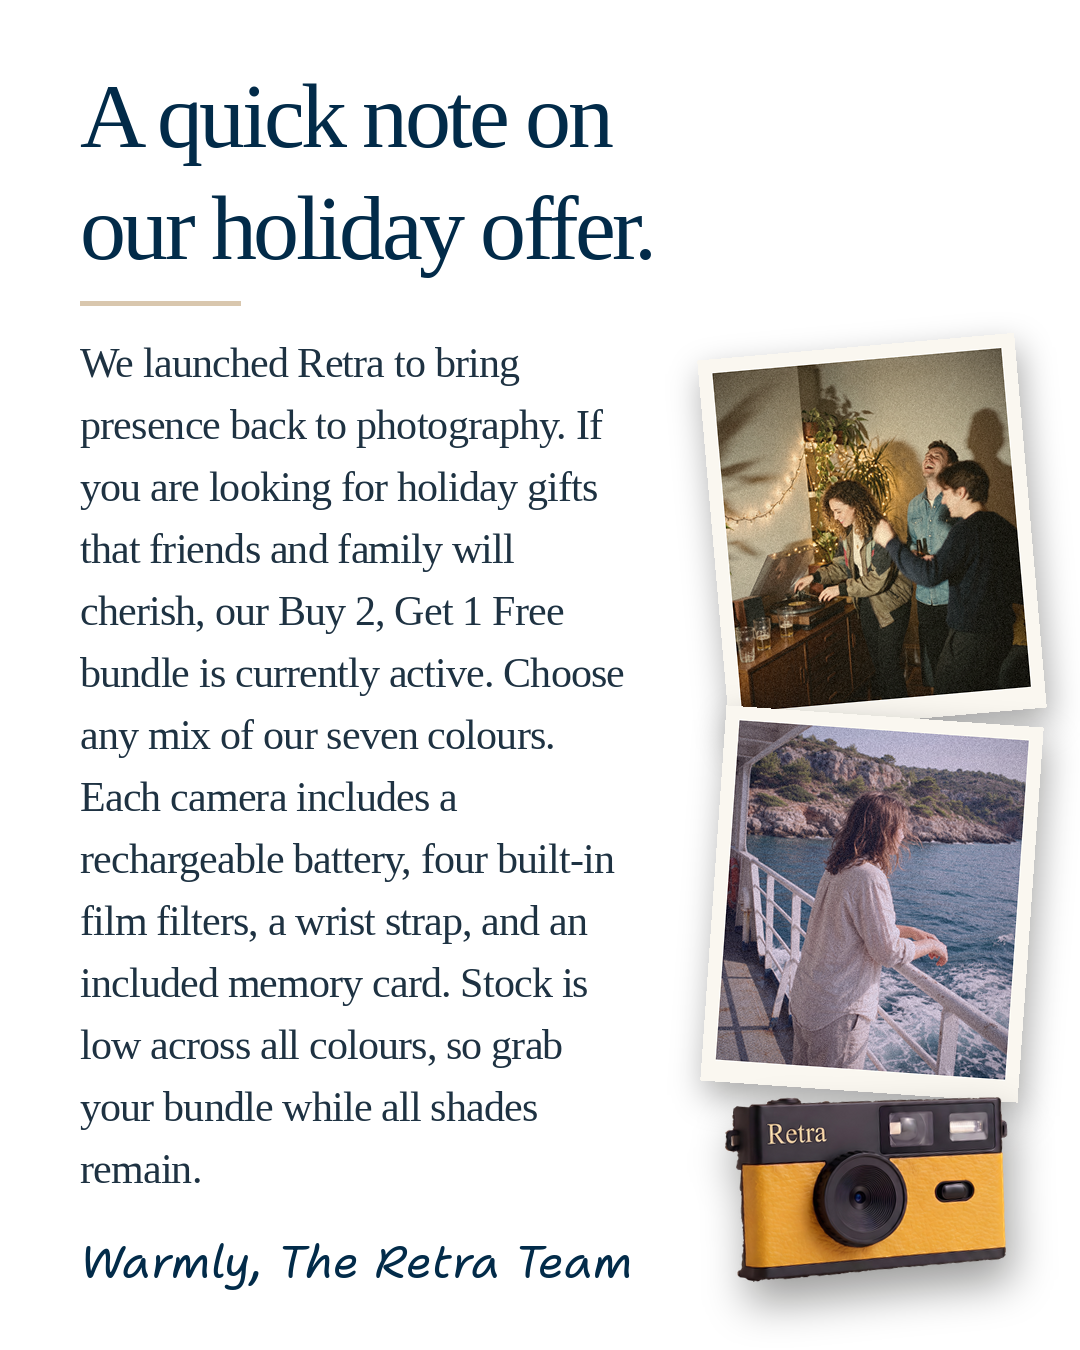 A quick note on
our holiday offer.
We launched Retra to bring
presence back to photography. If
you are looking for holiday gifts
that friends and family will
cherish, our Buy 2, Get 1 Free
bundle is currently active. Choose
any mix of our seven colours.
Each camera includes a
rechargeable battery, four built-in
film filters, a wrist strap, and an
included memory card. Stock is
low across all colours, so grab
your bundle while all shades
remain.
Warmly, The Retra Team
Retra